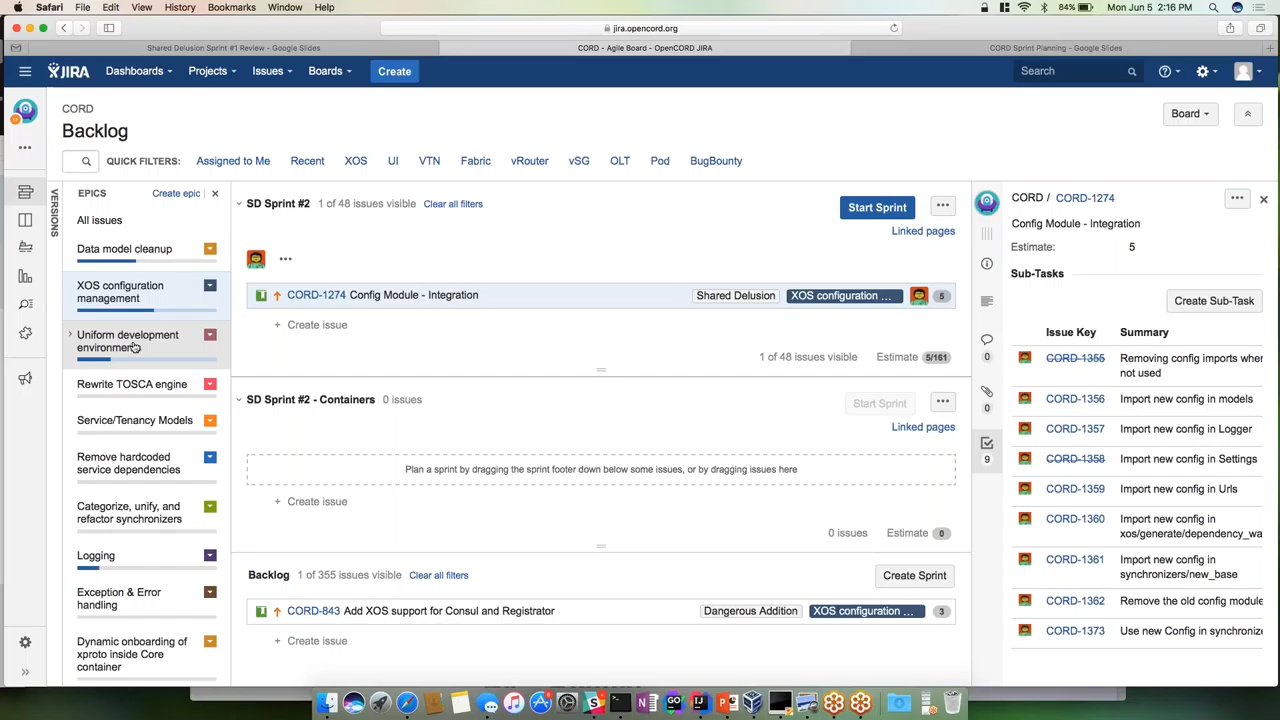 Safari File Edit View History Bookmarks Window Help
84% Mon Jun 5 2:16 PM
jira.opencord.org
Shared Delusion Sprint #1 Review - Google Slides
CORD - Agile Board - OpenCORD JIRA
CORD Sprint Planning - Google Slides
JIRA Dashboards Projects Issues Boards Create
Search
CORD
Backlog
Board
QUICK FILTERS: Assigned to Me Recent XOS UI VTN Fabric vRouter vSG OLT Pod BugBounty
VERSIONS
EPICS Create epic
All issues
Data model cleanup
XOS configuration
management
Uniform development
environment
Rewrite TOSCA engine
Service/Tenancy Models
Remove hardcoded
service dependencies
Categorize, unify, and
refactor synchronizers
Logging
Exception & Error
handling
Dynamic onboarding of
xproto inside Core
container
SD Sprint #2 1 of 48 issues visible Clear all filters
Start Sprint
Linked pages
CORD-1274 Config Module - Integration Shared Delusion XOS configuration ... 5
+ Create issue
1 of 48 issues visible Estimate 5/161
SD Sprint #2 - Containers 0 issues
Start Sprint
Linked pages
Plan a sprint by dragging the sprint footer down below some issues, or by dragging issues here
+ Create issue
0 issues Estimate 0
Backlog 1 of 355 issues visible Clear all filters
Create Sprint
CORD-843 Add XOS support for Consul and Registrator Dangerous Addition XOS configuration ... 3
+ Create issue
CORD / CORD-1274
Config Module - Integration
Estimate: 5
Sub-Tasks
Create Sub-Task
0
0
9
Issue Key Summary
CORD-1355 Removing config imports wher
not used
CORD-1356 Import new config in models
CORD-1357 Import new config in Logger
CORD-1358 Import new config in Settings
CORD-1359 Import new config in Urls
CORD-1360 Import new config in
xos/generate/dependency_wa
CORD-1361 Import new config in
synchronizers/new_base
CORD-1362 Remove the old config module
CORD-1373 Use new Config in synchronize